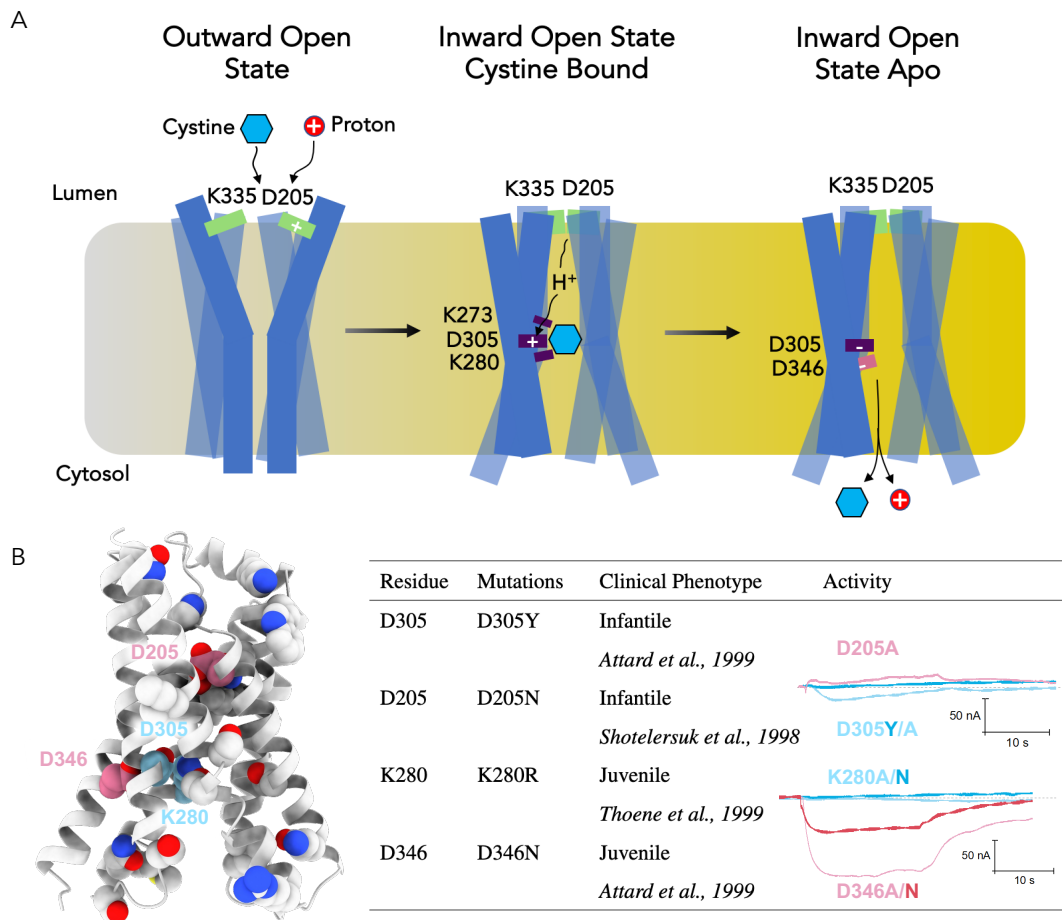 A
Outward Open
State
Inward Open State
Cystine Bound
Inward Open
State Apo
Cystine
+ Proton
Lumen
K335 D205
+
K335 D205
H+
K273
D305
K280
+
K335 D205
D305
D346
-
-
+
Cytosol
B
D205
D305
D346
K280
Residue Mutations Clinical Phenotype Activity
D305 D305Y Infantile
Attard et al., 1999
D205A
D205 D205N Infantile
50 nA
10 s
Shotelersuk et al., 1998
D305Y/A
K280 K280R Juvenile
K280A/N
Thoene et al., 1999
D346 D346N Juvenile
50 nA
10 s
Attard et al., 1999
D346A/N